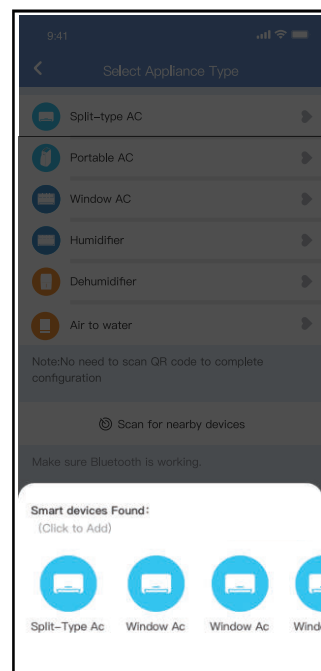 9:41
Select Appliance Type
Split-type AC
Portable AC
Window AC
Humidifier
Dehumidifier
Air to water
Note:No need to scan QR code to complete
configuration
Scan for nearby devices
Make sure Bluetooth is working.
Smart devices Found:
(Click to Add)
Split-Type Ac Window Ac Window Ac Windo